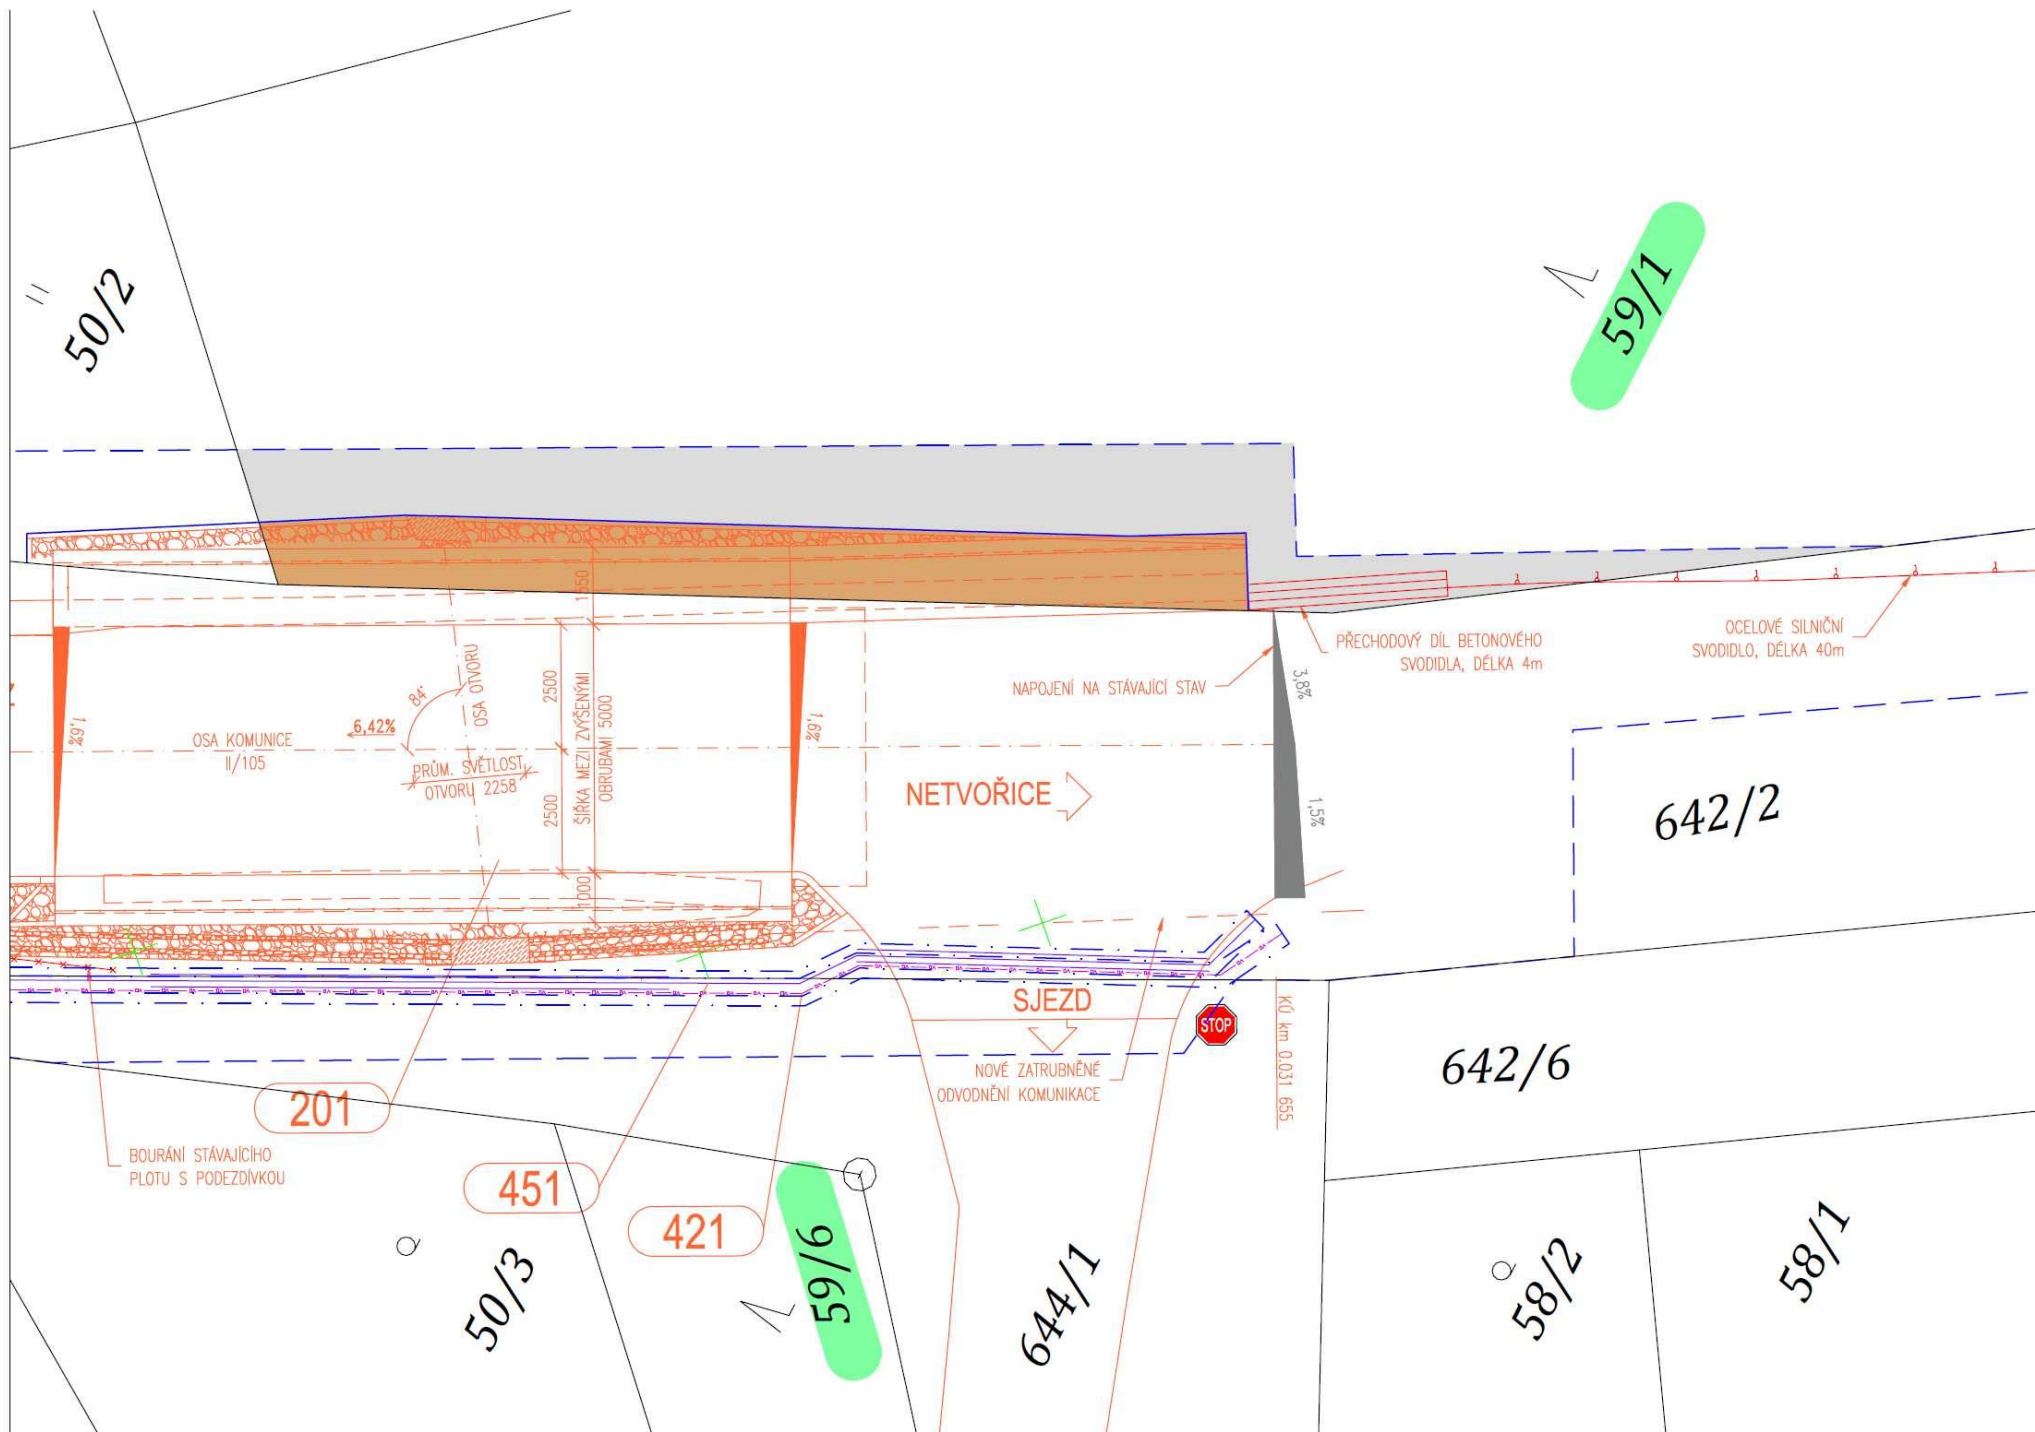 50/2
59/1
1550
OSA OTVORU
84°
6,42%
OSA KOMUNICE
II/105
PRŮM. SVĚTLOST
OTVORU 2258
1,6%
2500
2500
1000
ŠÍŘKA MEZI ZVÝŠENÝMI
OBRUBAMI 5000
1,6%
NETVOŘICE
NAPOJENÍ NA STÁVAJÍCÍ STAV
3,8%
1,5%
PŘECHODOVÝ DÍL BETONOVÉHO
SVODIDLA, DÉLKA 4m
OCELOVÉ SILNIČNÍ
SVODIDLO, DÉLKA 40m
642/2
SJEZD
STOP
KÚ km 0.031 655
NOVÉ ZATRUBNĚNÉ
ODVODNĚNÍ KOMUNIKACE
642/6
201
BOURÁNÍ STÁVAJÍCÍHO
PLOTU S PODEZDÍVKOU
451
421
59/6
50/3
644/1
58/2
58/1